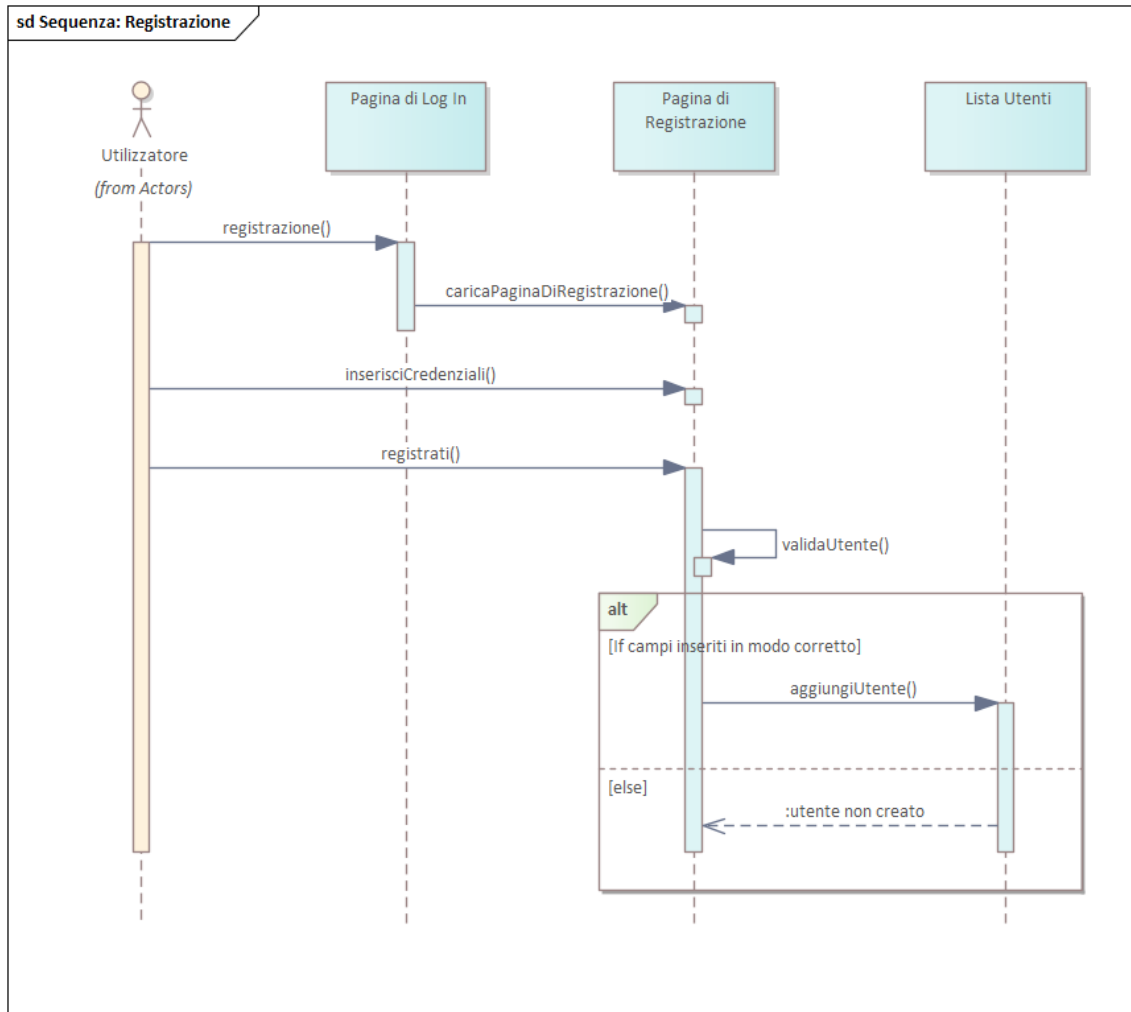 sd Sequenza: Registrazione
Pagina di Log In
Pagina di
Registrazione
Lista Utenti
Utilizzatore
(from Actors)
registrazione()
caricaPaginaDiRegistrazione()
inserisciCredenziali()
registrati()
validaUtente()
alt
[If campi inseriti in modo corretto]
aggiungiUtente()
[else]
:utente non creato